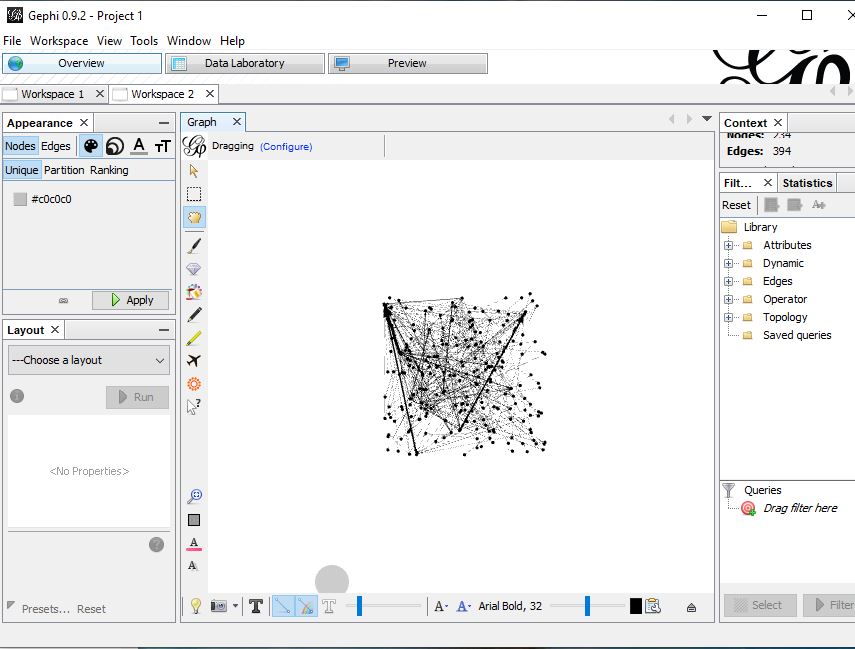 Gephi 0.9.2 - Project 1
File Workspace View Tools Window Help
Overview Data Laboratory Preview
Workspace 1 Workspace 2
Appearance
Nodes Edges
Unique Partition Ranking
#c0c0c0
Apply
Layout
---Choose a layout
Run
<No Properties>
Presets... Reset
Graph
Dragging (Configure)
Arial Bold, 32
Context
Nodes: 234
Edges: 394
Filt... Statistics
Reset
Library
Attributes
Dynamic
Edges
Operator
Topology
Saved queries
Queries
Drag filter here
Select Filter